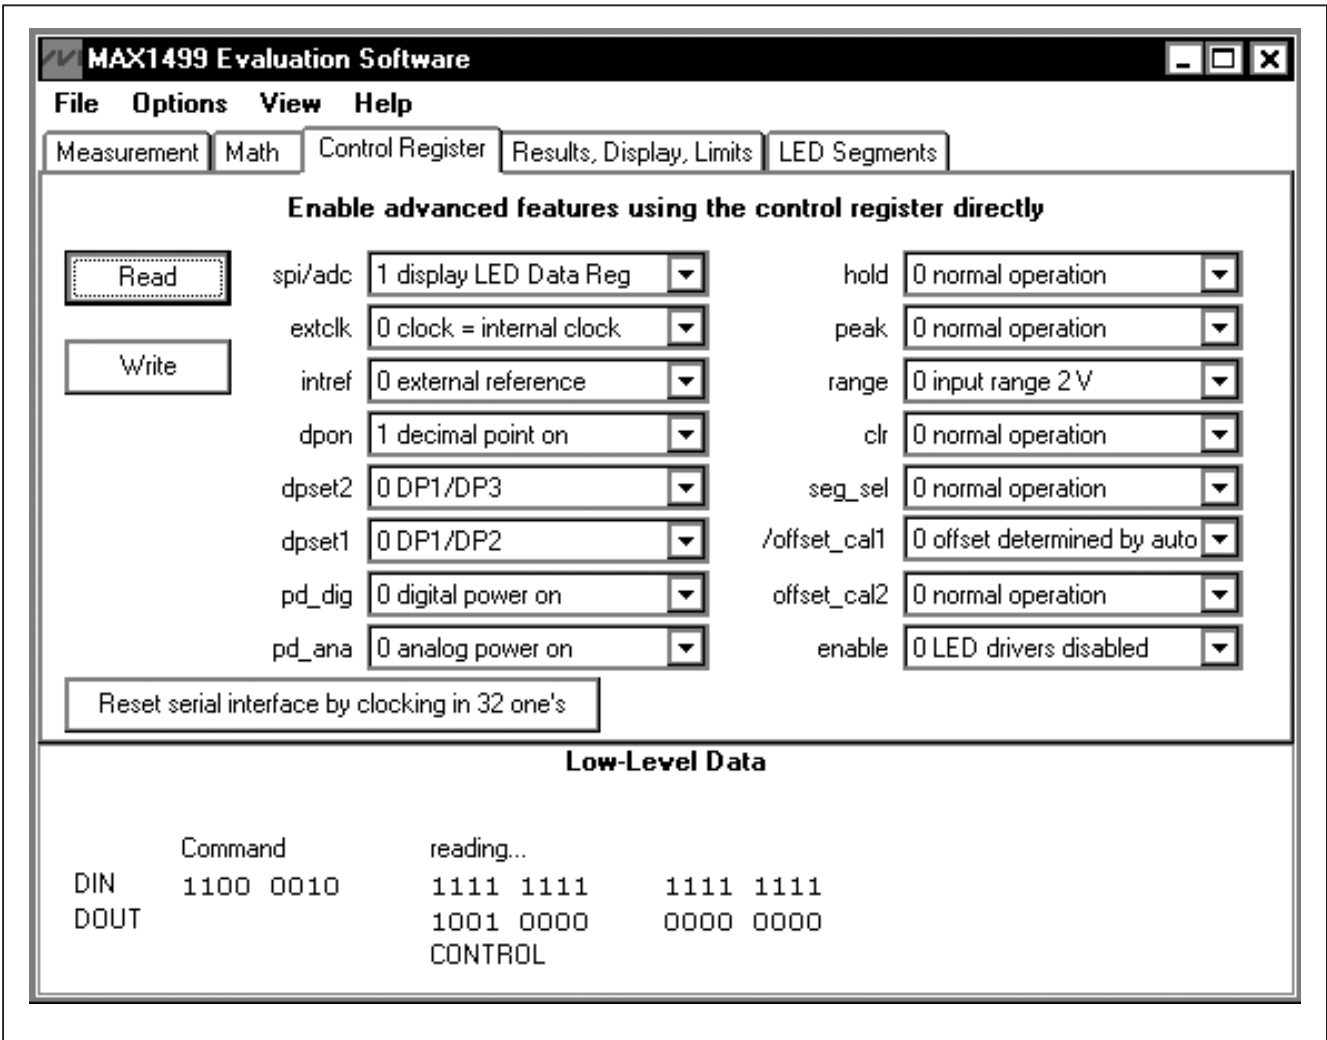 MAX1499 Evaluation Software
File Options View Help
Measurement Math Control Register Results, Display, Limits LED Segments
Enable advanced features using the control register directly
Read spi/adc 1 display LED Data Reg hold 0 normal operation
extclk 0 clock = internal clock peak 0 normal operation
Write intref 0 external reference range 0 input range 2 V
dpon 1 decimal point on clr 0 normal operation
dpset2 0 DP1/DP3 seg_sel 0 normal operation
dpset1 0 DP1/DP2 /offset_cal1 0 offset determined by auto
pd_dig 0 digital power on offset_cal2 0 normal operation
pd_ana 0 analog power on enable 0 LED drivers disabled
Reset serial interface by clocking in 32 one's
Low-Level Data
Command reading...
DIN 1100 0010 1111 1111 1111 1111
DOUT 1001 0000 0000 0000
CONTROL